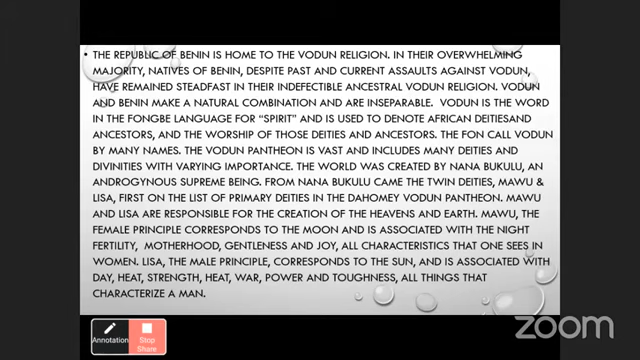 • THE REPUBLIC OF BENIN IS HOME TO THE VODUN RELIGION. IN THEIR OVERWHELMING
MAJORITY, NATIVES OF BENIN, DESPITE PAST AND CURRENT ASSAULTS AGAINST VODUN,
HAVE REMAINED STEADFAST IN THEIR INDEFECTIBLE ANCESTRAL VODUN RELIGION. VODUN
AND BENIN MAKE A NATURAL COMBINATION AND ARE INSEPARABLE. VODUN IS THE WORD
IN THE FONGBE LANGUAGE FOR “SPIRIT” AND IS USED TO DENOTE AFRICAN DEITIESAND
ANCESTORS, AND THE WORSHIP OF THOSE DEITIES AND ANCESTORS. THE FON CALL VODUN
BY MANY NAMES. THE VODUN PANTHEON IS VAST AND INCLUDES MANY DEITIES AND
DIVINITIES WITH VARYING IMPORTANCE. THE WORLD WAS CREATED BY NANA BUKULU, AN
ANDROGYNOUS SUPREME BEING. FROM NANA BUKULU CAME THE TWIN DEITIES, MAWU &
LISA, FIRST ON THE LIST OF PRIMARY DEITIES IN THE DAHOMEY VODUN PANTHEON. MAWU
AND LISA ARE RESPONSIBLE FOR THE CREATION OF THE HEAVENS AND EARTH. MAWU, THE
FEMALE PRINCIPLE CORRESPONDS TO THE MOON AND IS ASSOCIATED WITH THE NIGHT
FERTILITY, MOTHERHOOD, GENTLENESS AND JOY, ALL CHARACTERISTICS THAT ONE SEES IN
WOMEN. LISA, THE MALE PRINCIPLE, CORRESPONDS TO THE SUN, AND IS ASSOCIATED WITH
DAY, HEAT, STRENGTH, HEAT, WAR, POWER AND TOUGHNESS, ALL THINGS THAT
CHARACTERIZE A MAN.
Annotation
Stop
Share
zoom